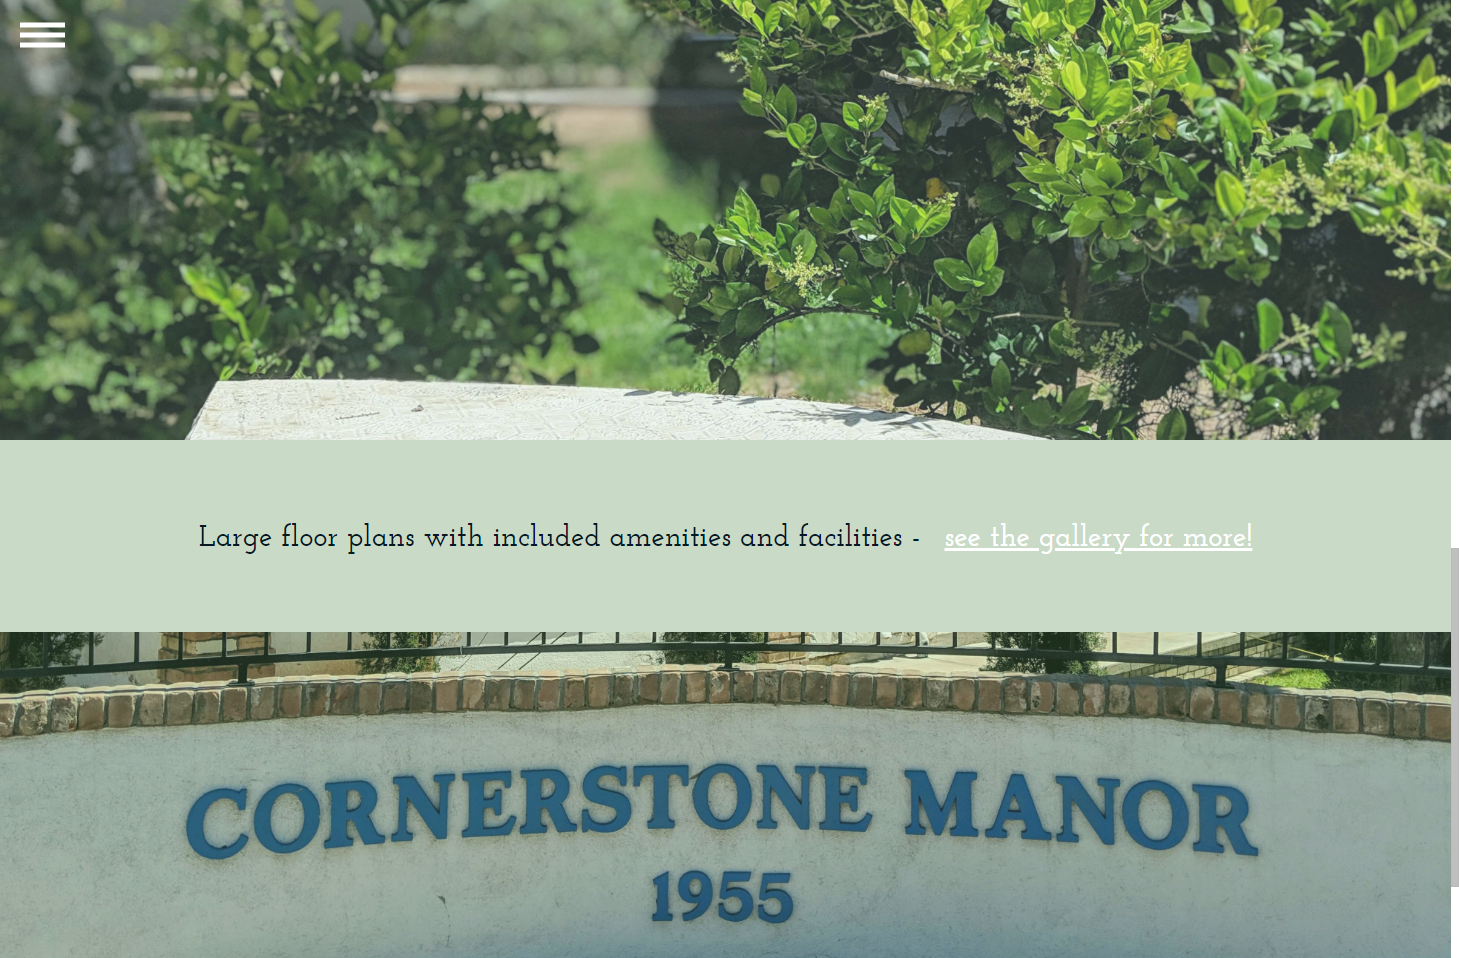 Large floor plans with included amenities and facilities - see the gallery for more!
CORNERSTONE MANOR
1955